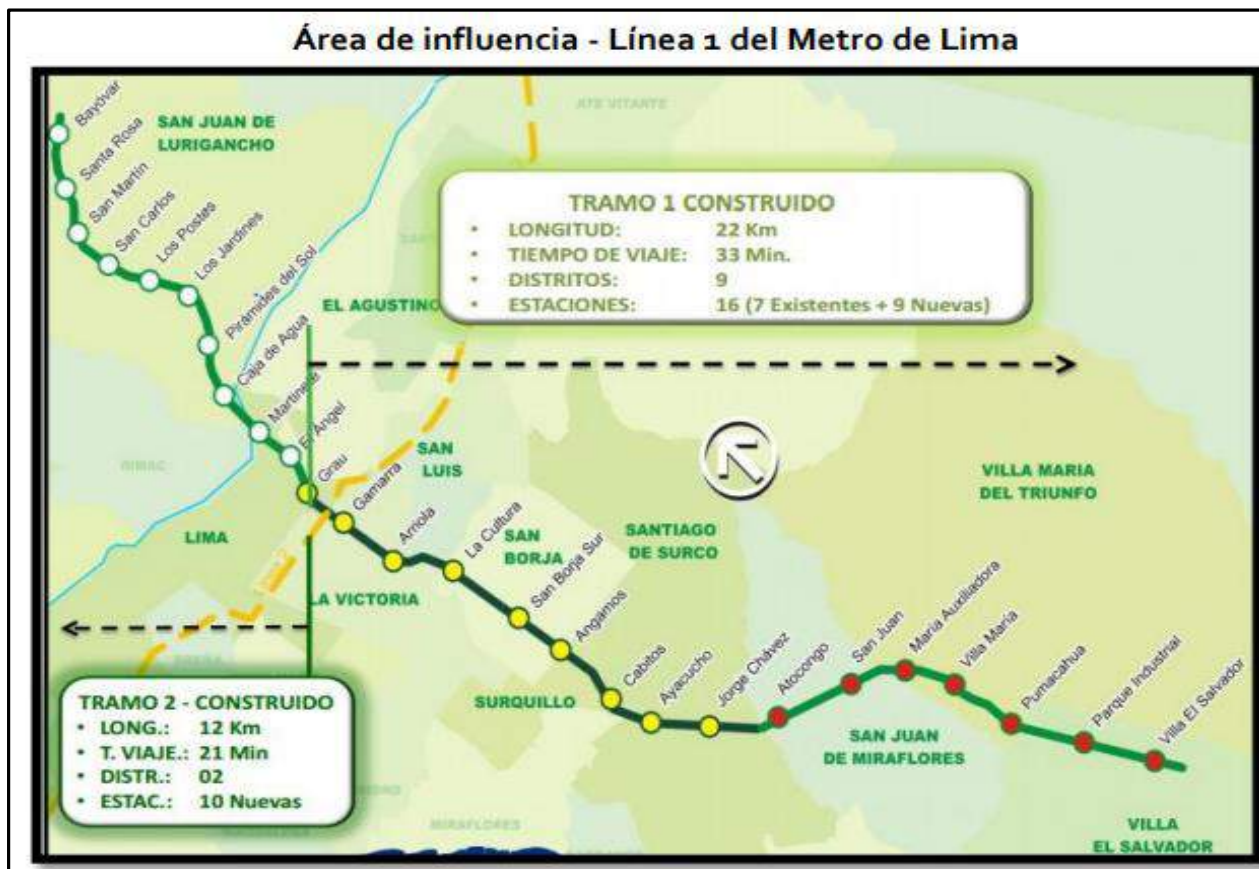 Área de influencia - Línea 1 del Metro de Lima
ATE VITARTE
Bayóvar
Santa Rosa
San Martín
San Carlos
Los Postes
Los Jardines
Pirámides del Sol
Caja de Agua
Martinete
El Angel
Grau
Gamarra
Arriola
La Cultura
San Borja Sur
Angamos
Cabitos
Ayacucho
Jorge Chávez
Atocongo
San Juan
María Auxiliadora
Villa María
Pumacahua
Parque Industrial
Villa El Salvador
SAN JUAN DE
LURIGANCHO
TRAMO 1 CONSTRUIDO
• LONGITUD: 22 Km
• TIEMPO DE VIAJE: 33 Min.
• DISTRITOS: 9
• ESTACIONES: 16 (7 Existentes + 9 Nuevas)
EL AGUSTINO
SAN
LUIS
RIMAC
LIMA
LA VICTORIA
SAN
BORJA
SANTIAGO
DE SURCO
VILLA MARIA
DEL TRIUNFO
SURQUILLO
SAN JUAN
DE MIRAFLORES
TRAMO 2 - CONSTRUIDO
• LONG.: 12 Km
• T. VIAJE.: 21 Min
• DISTR.: 02
• ESTAC.: 10 Nuevas
MIRAFLORES
VILLA
EL SALVADOR